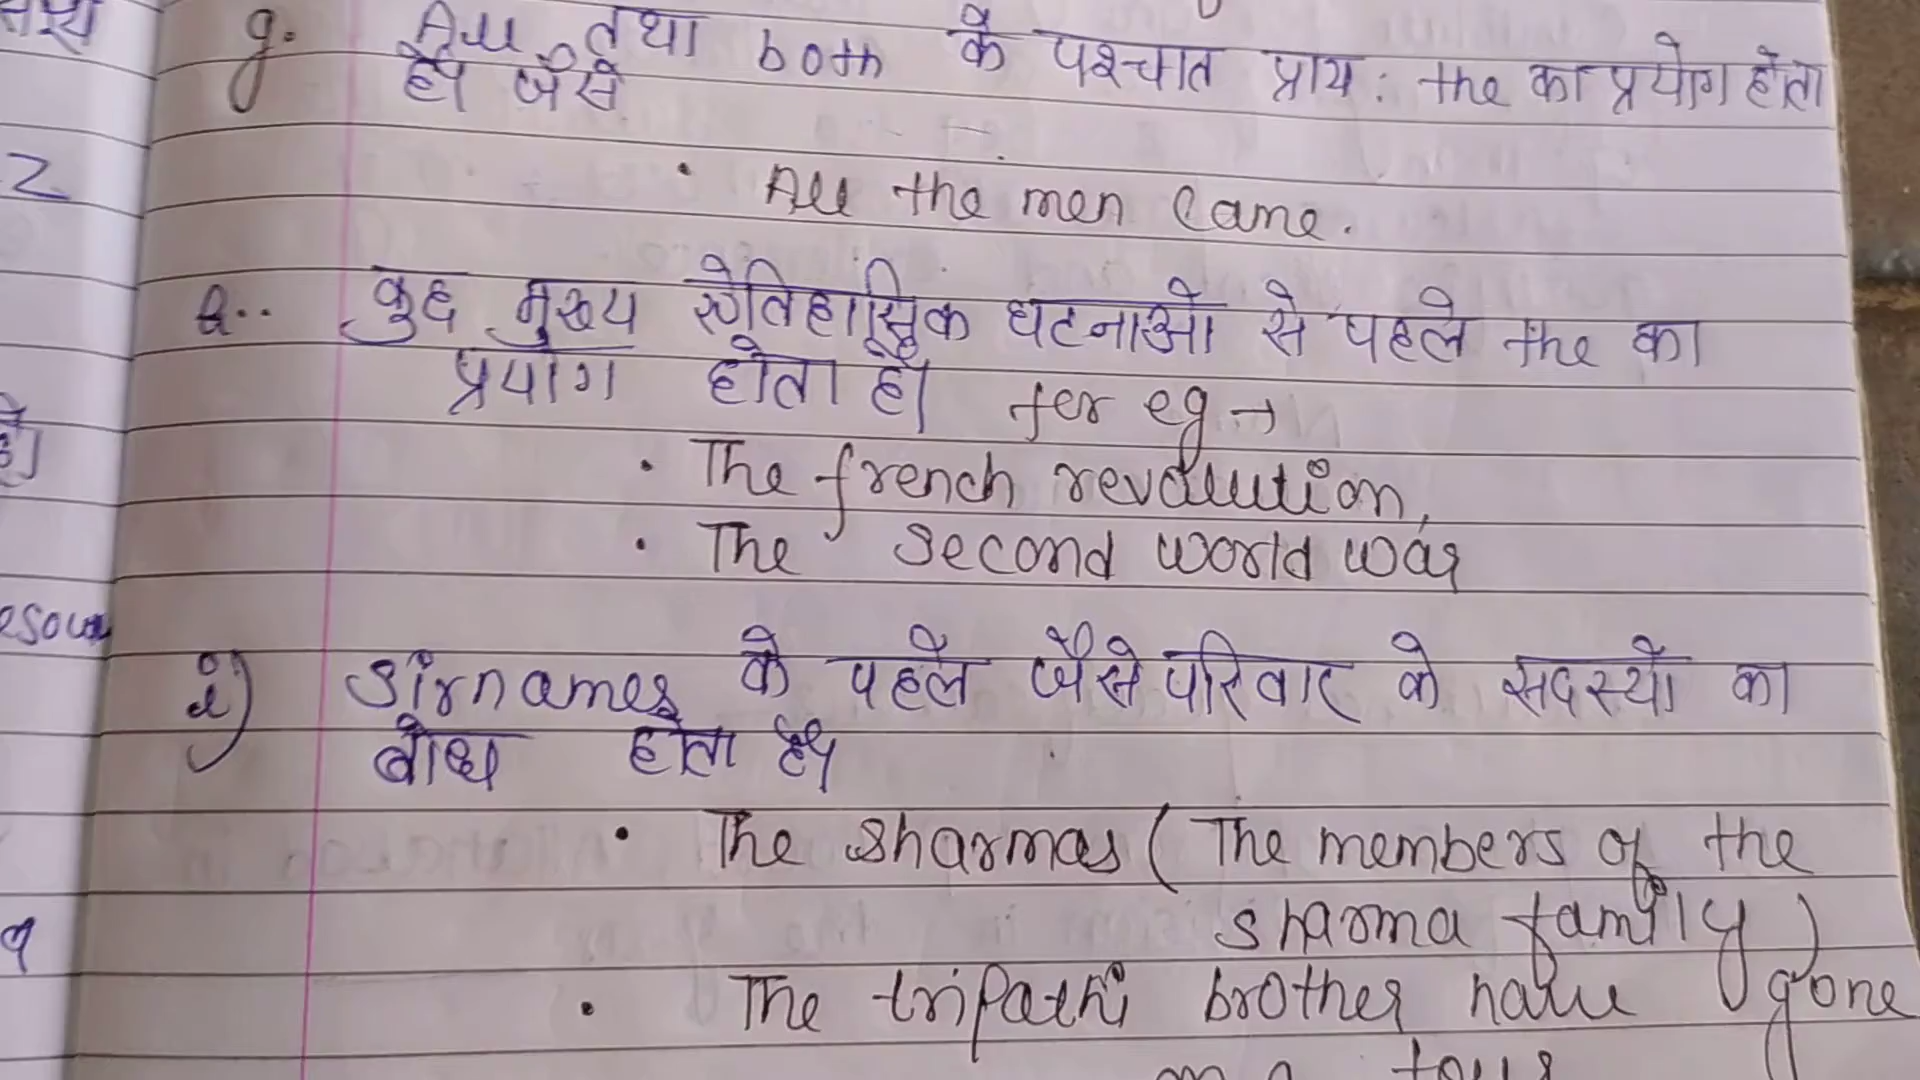 g. All तथा both के पश्चात प्राय: the का प्रयोग होता
है। जैसे
• All the men came.
कुछ मुख्य ऐतिहासिक घटनाओ से पहले the का
प्रयोग होता है। for eg →
• The french revolution,
• The second world war
i) Sirnames के पहले जैसे परिवार के सदस्यों का
बोध होता है।
• The Sharmas ( The members of the
sharma family )
• The tripathi brother have gone
tour